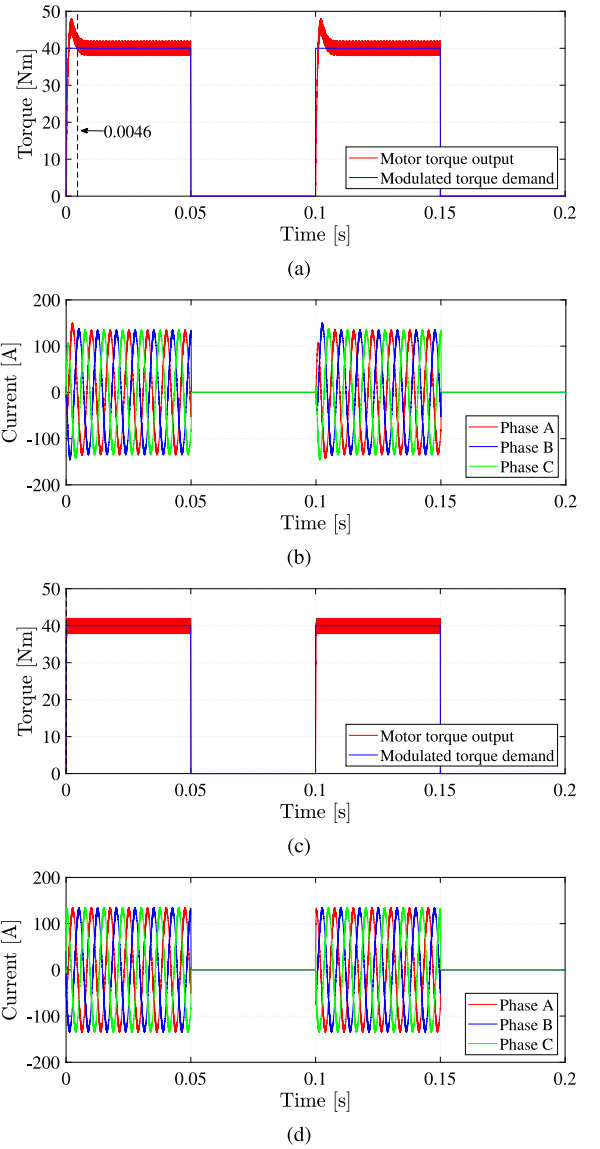 50
40
30
20
10
0
Torque [Nm]
0.0046
Motor torque output
Modulated torque demand
0 0.05 0.1 0.15 0.2
Time [s]
(a)
200
100
0
-100
-200
Current [A]
Phase A
Phase B
Phase C
0 0.05 0.1 0.15 0.2
Time [s]
(b)
50
40
30
20
10
0
Torque [Nm]
Motor torque output
Modulated torque demand
0 0.05 0.1 0.15 0.2
Time [s]
(c)
200
100
0
-100
-200
Current [A]
Phase A
Phase B
Phase C
0 0.05 0.1 0.15 0.2
Time [s]
(d)